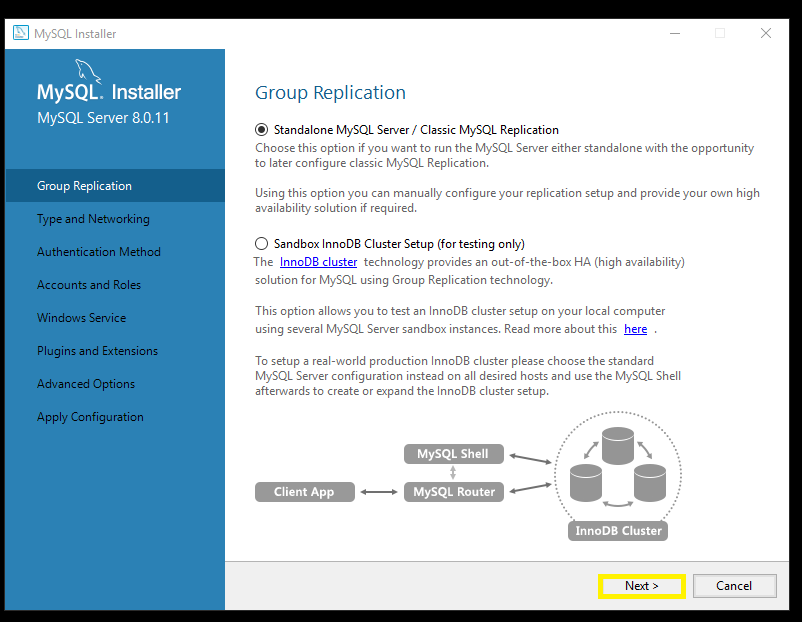 MySQL Installer
MySQL. Installer
MySQL Server 8.0.11
Group Replication
Type and Networking
Authentication Method
Accounts and Roles
Windows Service
Plugins and Extensions
Advanced Options
Apply Configuration
Group Replication
Standalone MySQL Server / Classic MySQL Replication
Choose this option if you want to run the MySQL Server either standalone with the opportunity
to later configure classic MySQL Replication.
Using this option you can manually configure your replication setup and provide your own high
availability solution if required.
Sandbox InnoDB Cluster Setup (for testing only)
The InnoDB cluster technology provides an out-of-the-box HA (high availability)
solution for MySQL using Group Replication technology.
This option allows you to test an InnoDB cluster setup on your local computer
using several MySQL Server sandbox instances. Read more about this here .
To setup a real-world production InnoDB cluster please choose the standard
MySQL Server configuration instead on all desired hosts and use the MySQL Shell
afterwards to create or expand the InnoDB cluster setup.
MySQL Shell
Client App
MySQL Router
InnoDB Cluster
Next >
Cancel